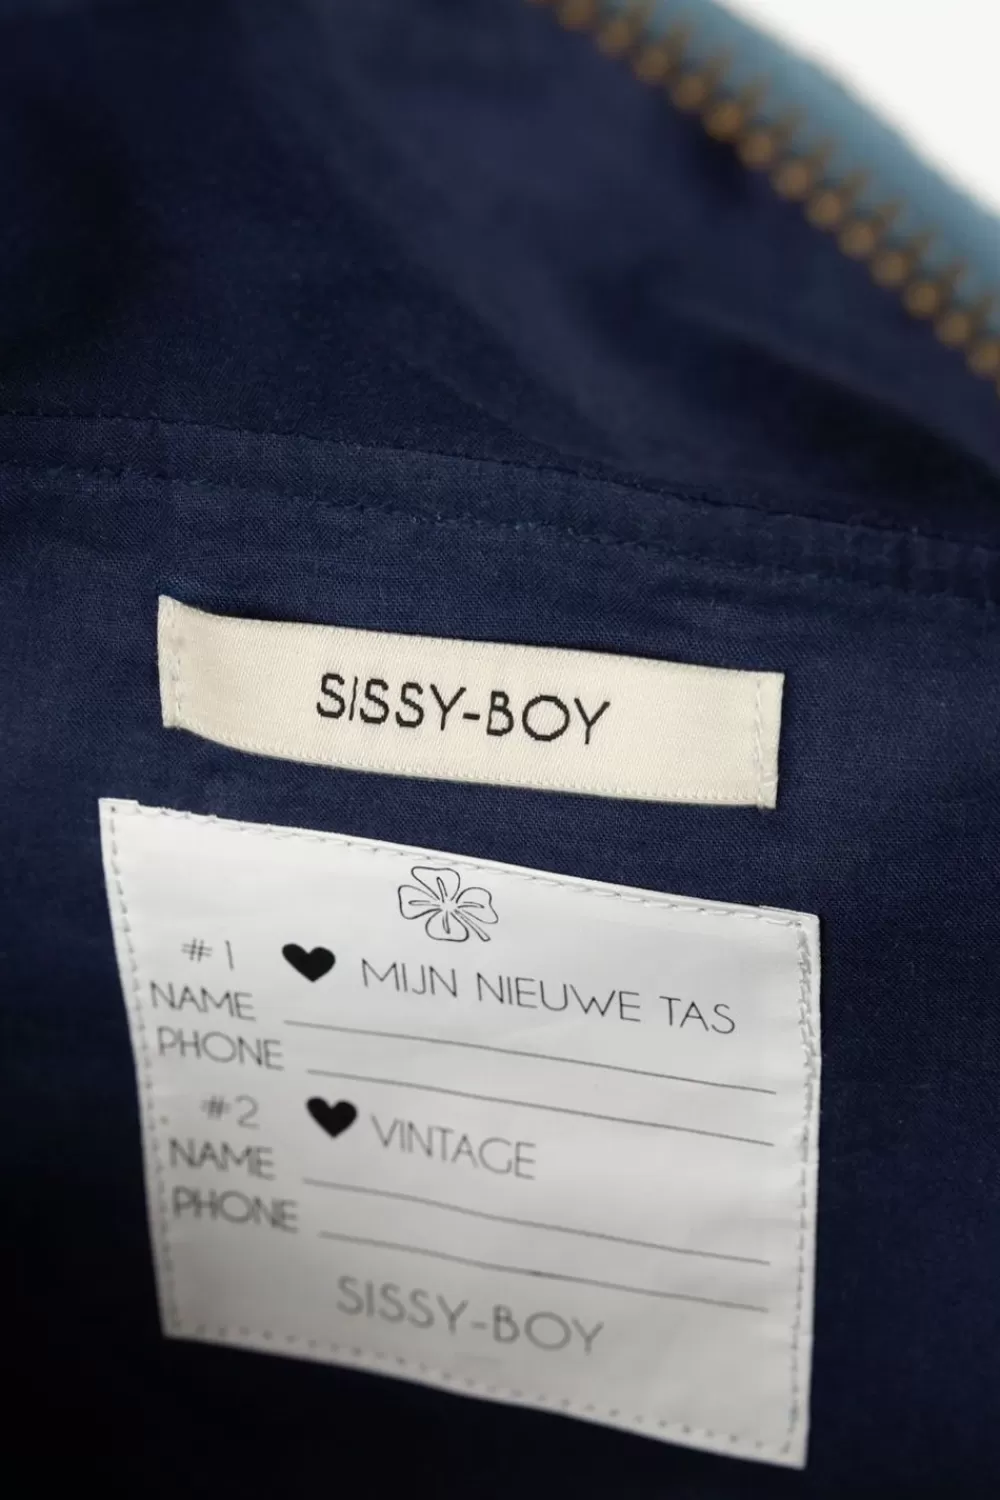 SISSY-BOY
#1 ♥ MIJN NIEUWE TAS
NAME
PHONE
#2 ♥ VINTAGE
NAME
PHONE
SISSY-BOY